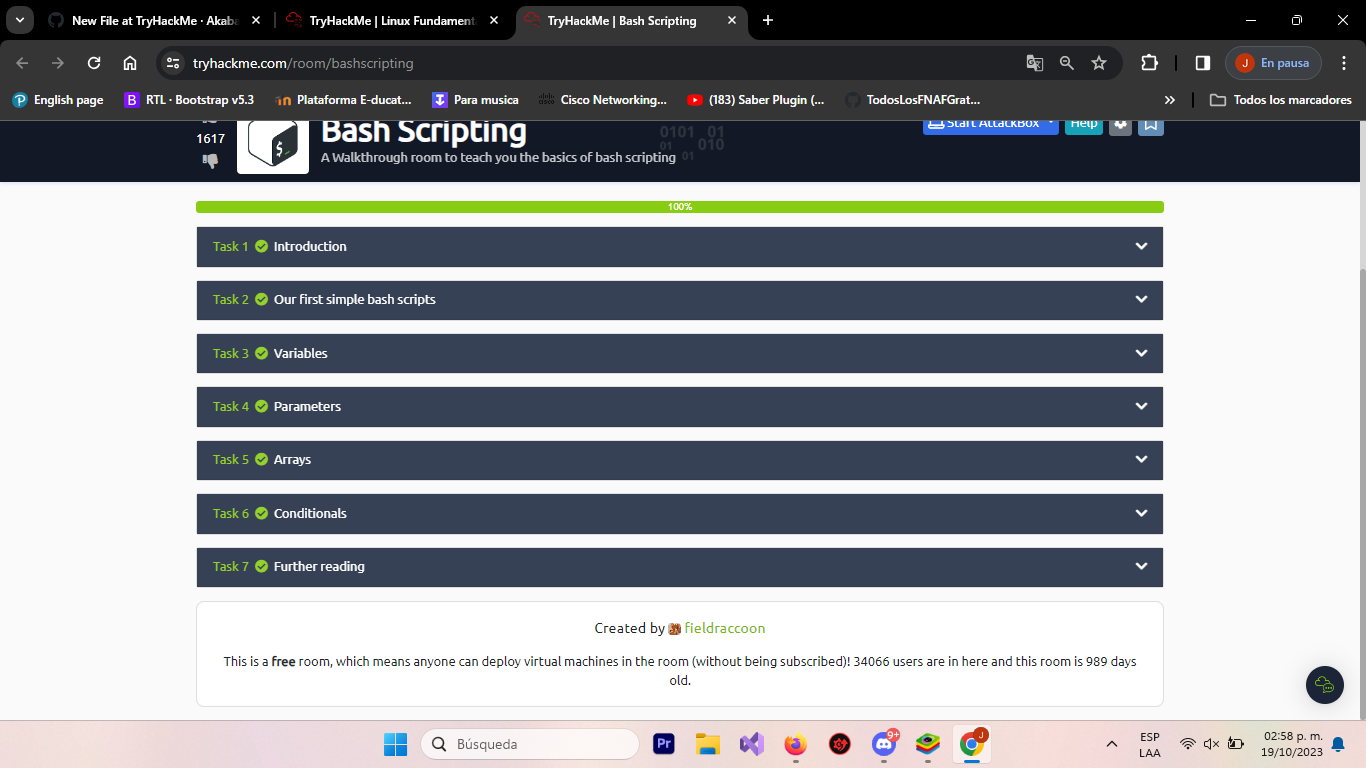 New File at TryHackMe · Akaba
TryHackMe | Linux Fundament
TryHackMe | Bash Scripting
tryhackme.com/room/bashscripting
J En pausa
English page
B RTL · Bootstrap v5.3
Plataforma E-ducat...
Para musica
Cisco Networking...
(183) Saber Plugin (...
TodosLosFNAFGrat...
»
Todos los marcadores
1617
Bash Scripting
A Walkthrough room to teach you the basics of bash scripting
0101 01
01 010
01
Start AttackBox
Help
100%
Task 1 Introduction
Task 2 Our first simple bash scripts
Task 3 Variables
Task 4 Parameters
Task 5 Arrays
Task 6 Conditionals
Task 7 Further reading
Created by fieldraccoon
This is a free room, which means anyone can deploy virtual machines in the room (without being subscribed)! 34066 users are in here and this room is 989 days
old.
Búsqueda
Pr
9+
J
ESP
LAA
02:58 p. m.
19/10/2023